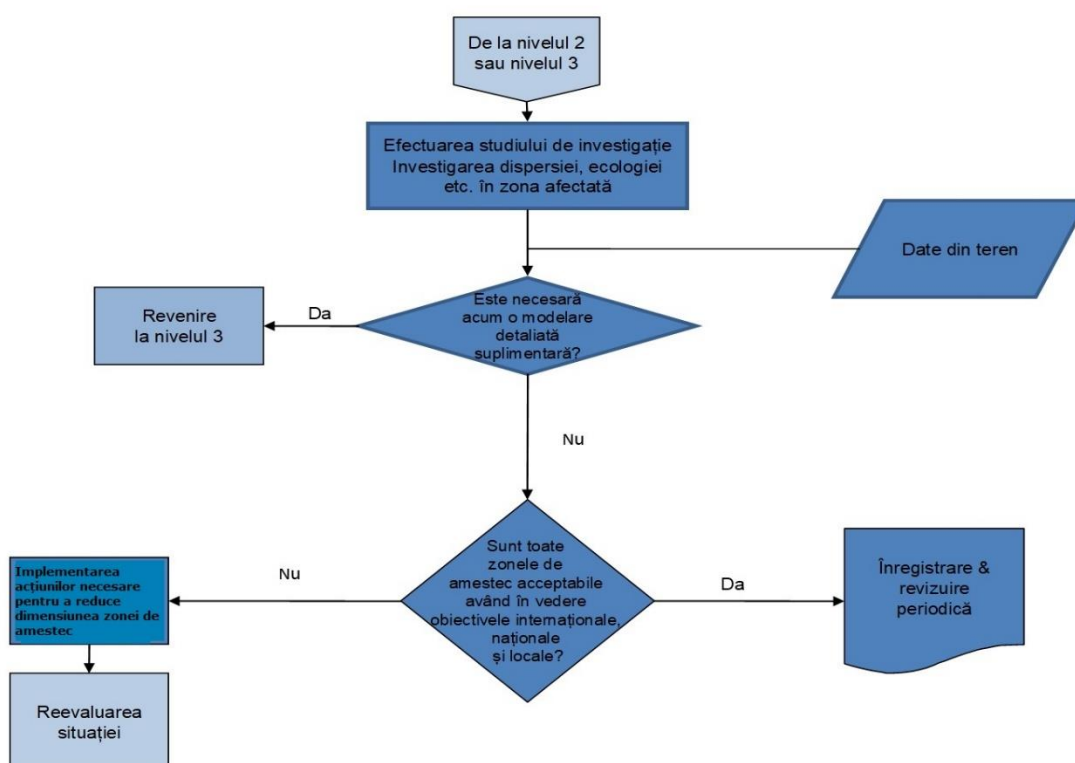 De la nivelul 2
sau nivelul 3
Efectuarea studiului de investigație
Investigarea dispersiei, ecologiei
etc. în zona afectată
Date din teren
Este necesară
acum o modelare
detaliată
suplimentară?
Da
Revenire
la nivelul 3
Nu
Sunt toate
zonele de
amestec acceptabile
având în vedere
obiectivele internaționale,
naționale
și locale?
Nu
Implementarea
acțiunilor necesare
pentru a reduce
dimensiunea zonei de
amestec
Da
Înregistrare &
revizuire
periodică
Reevaluarea
situației